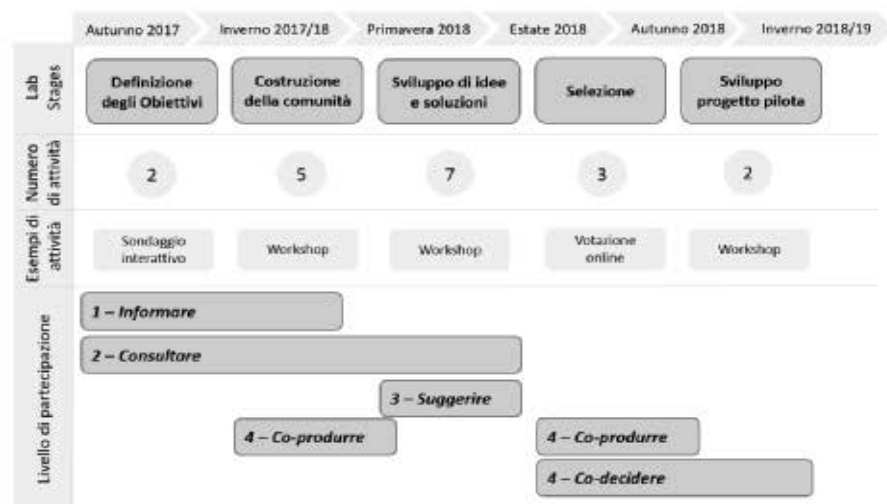 Autunno 2017 Inverno 2017/18 Primavera 2018 Estate 2018 Autunno 2018 Inverno 2018/19
Lab
Stages
Definizione
degli Obiettivi
Costruzione
della comunità
Sviluppo di idee
e soluzioni
Selezione
Sviluppo
progetto pilota
Numero
di attività
2 5 7 3 2
Esempi di
attività
Sondaggio
interattivo
Workshop
Workshop
Votazione
online
Workshop
Livello di partecipazione
1 – Informare
2 – Consultare
3 – Suggerire
4 – Co-produrre 4 – Co-produrre
4 – Co-decidere